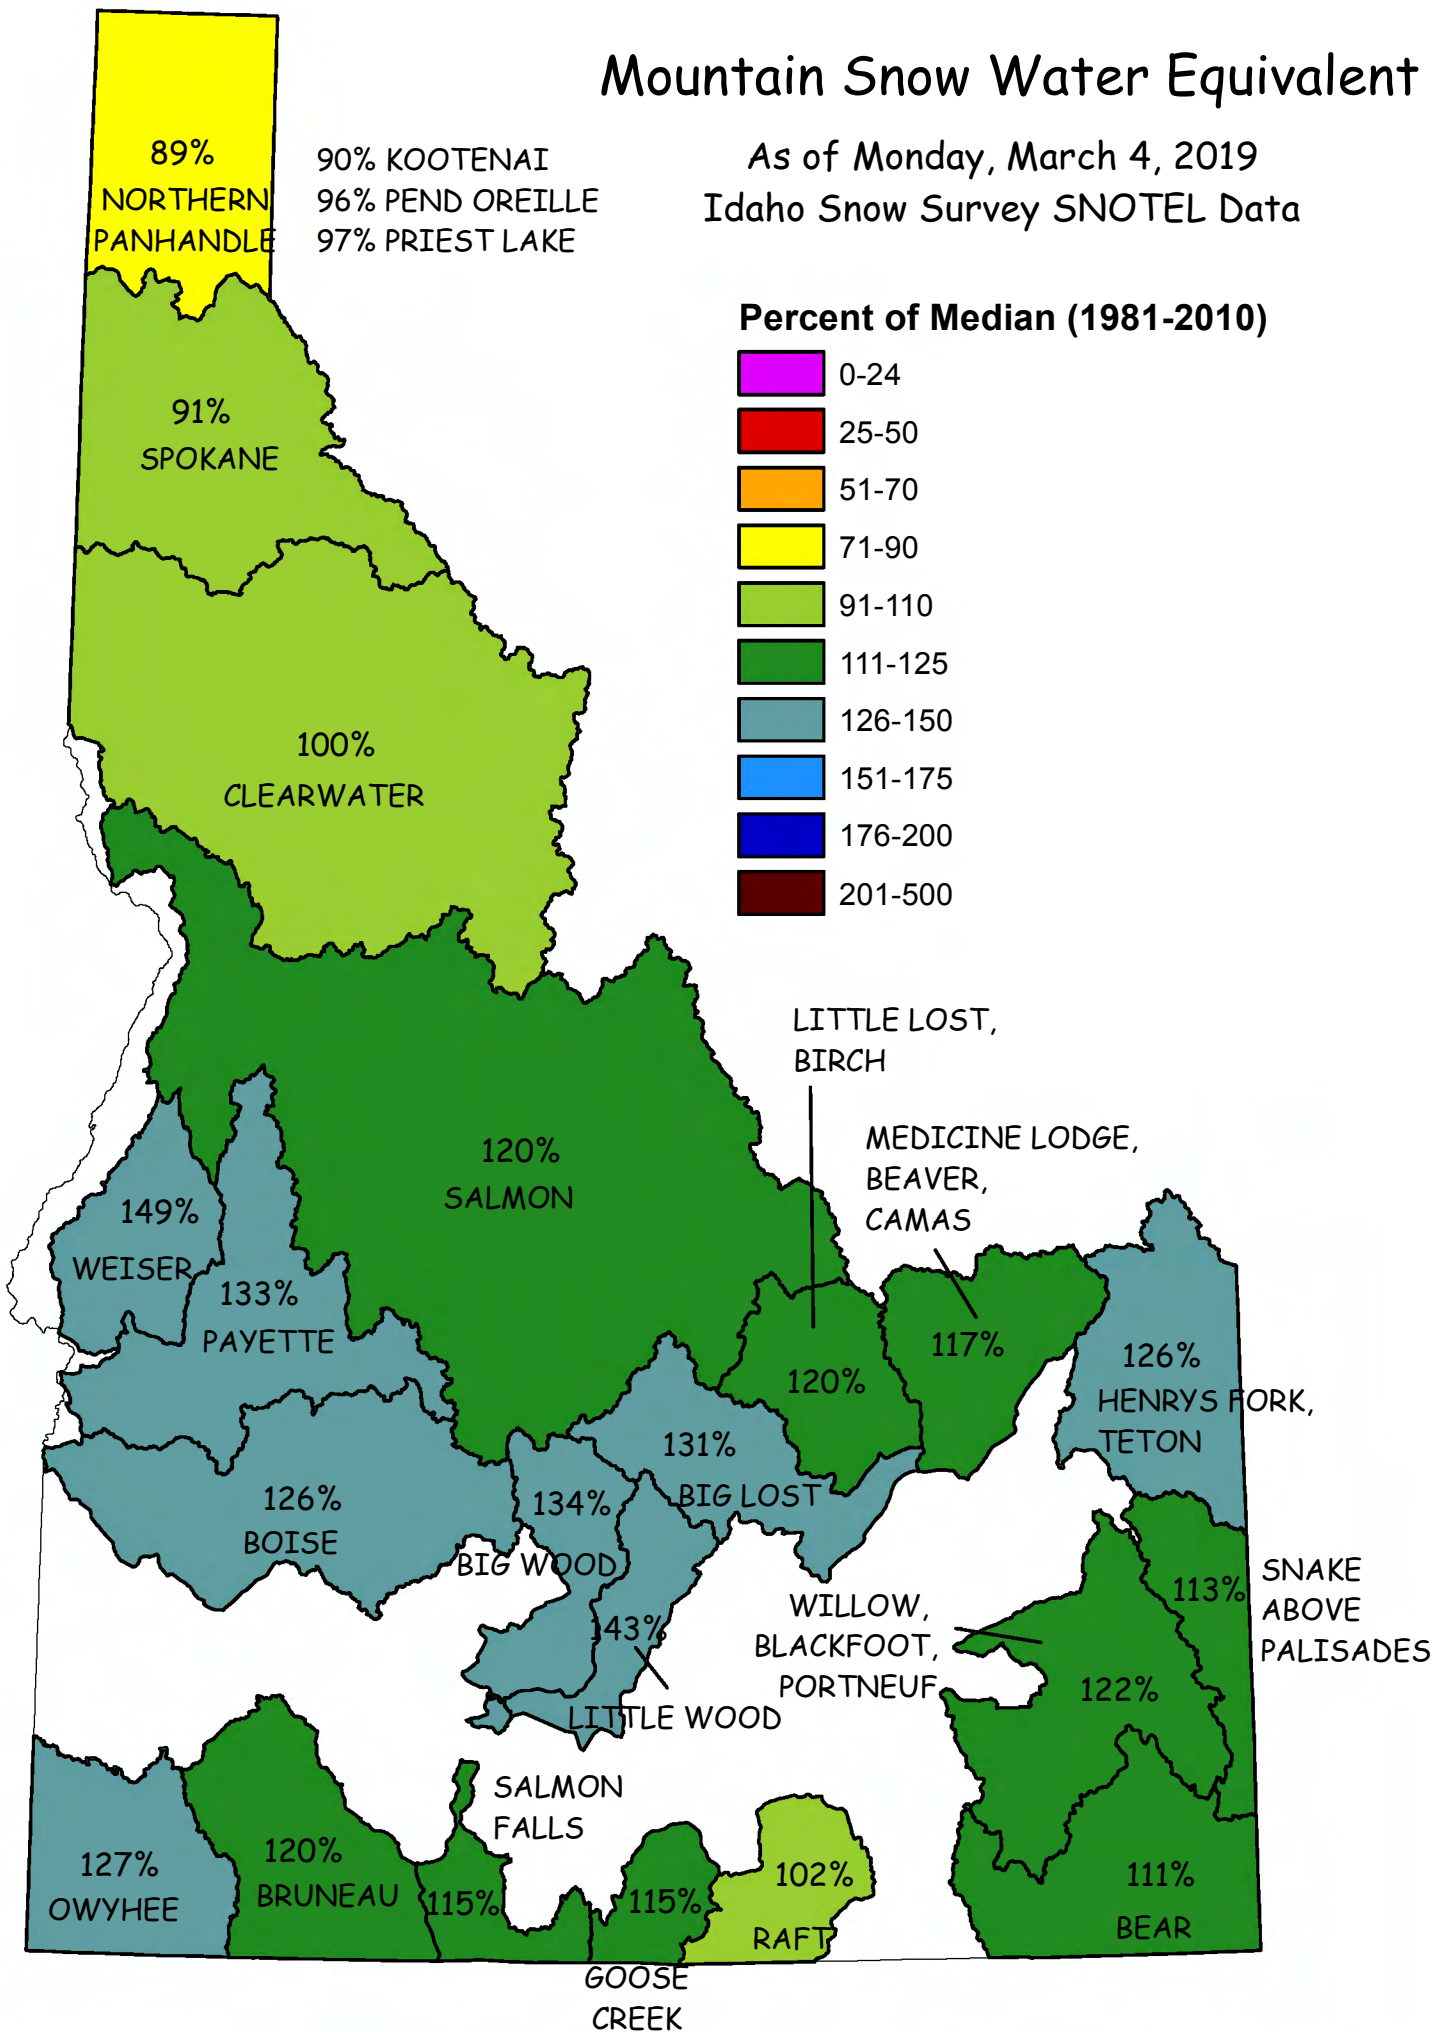 Mountain Snow Water Equivalent
As of Monday, March 4, 2019
Idaho Snow Survey SNOTEL Data
89%
NORTHERN
PANHANDLE
90% KOOTENAI
96% PEND OREILLE
97% PRIEST LAKE
Percent of Median (1981-2010)
0-24
25-50
51-70
71-90
91-110
111-125
126-150
151-175
176-200
201-500
91%
SPOKANE
100%
CLEARWATER
120%
SALMON
LITTLE LOST,
BIRCH
120%
MEDICINE LODGE,
BEAVER,
CAMAS
117%
149%
WEISER
133%
PAYETTE
126%
HENRYS FORK,
TETON
131%
BIG LOST
126%
BOISE
134%
BIG WOOD
143%
LITTLE WOOD
113%
SNAKE
ABOVE
PALISADES
WILLOW,
BLACKFOOT,
PORTNEUF
122%
127%
OWYHEE
120%
BRUNEAU
SALMON
FALLS
115%
115%
GOOSE
CREEK
102%
RAFT
111%
BEAR